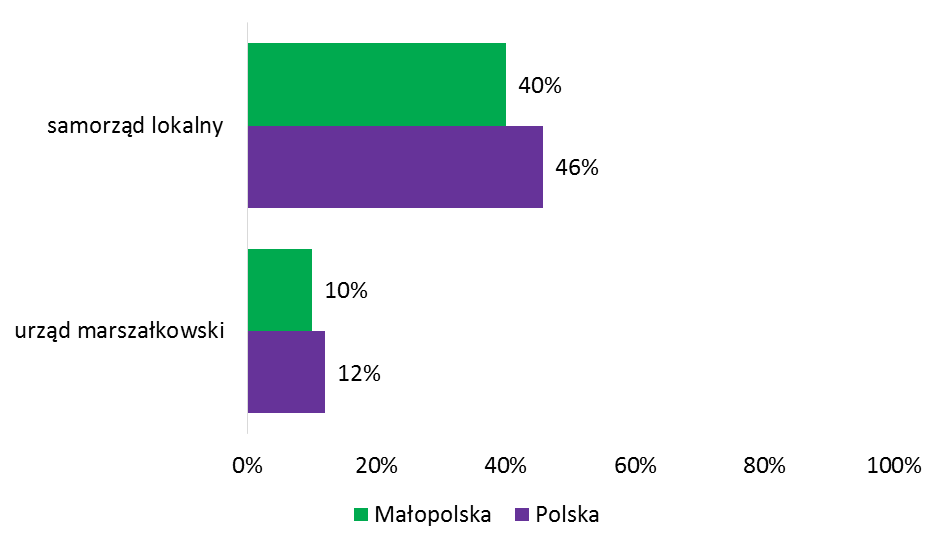 40%
samorząd lokalny
46%
10%
urząd marszałkowski
12%
0% 20% 40% 60% 80% 100%
Małopolska Polska